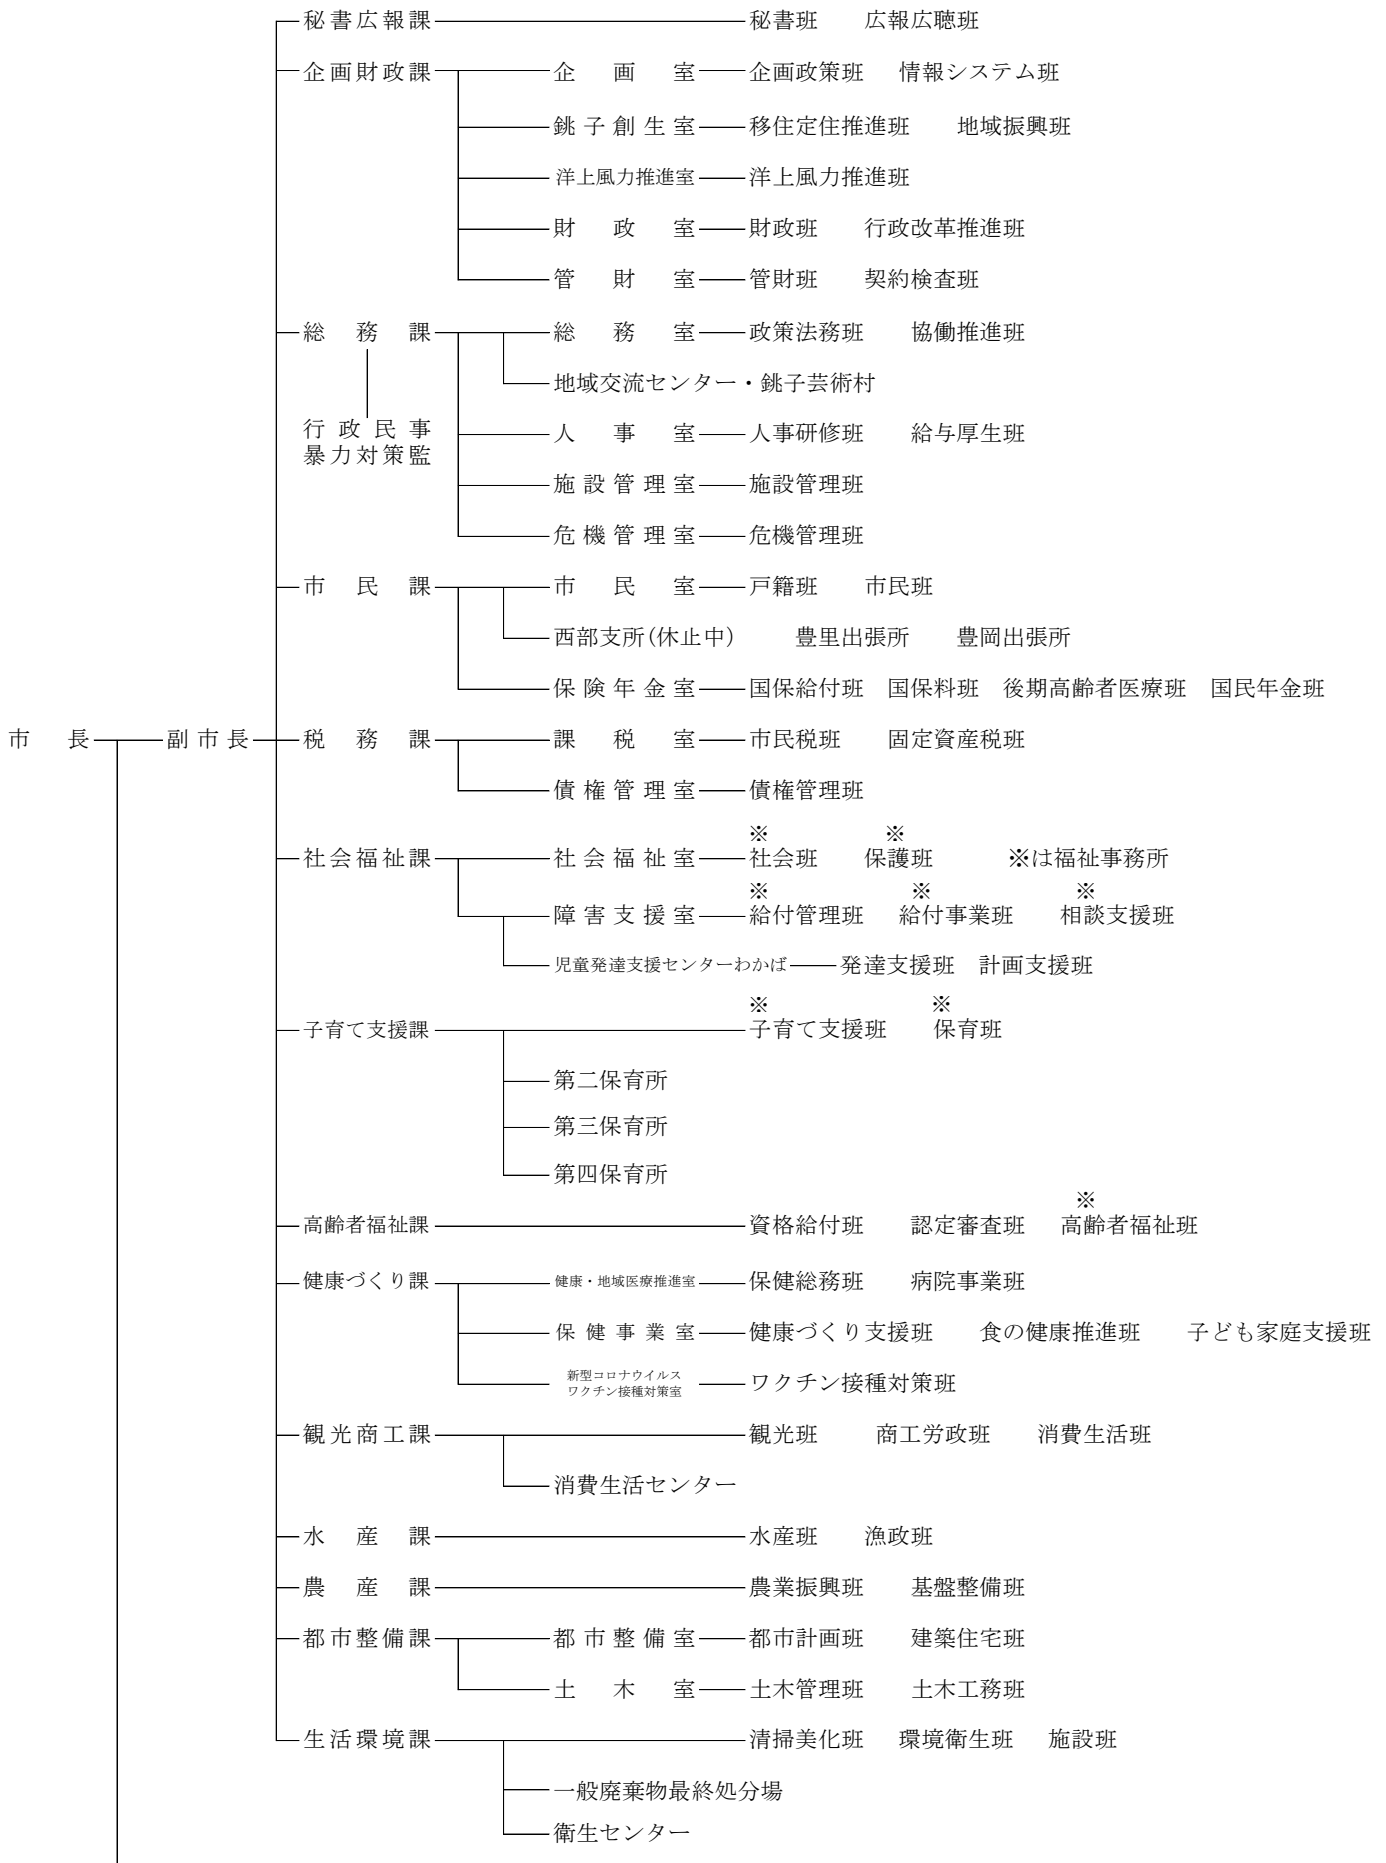 秘書広報課 秘書班 広報広聴班
企画財政課 企画室 企画政策班 情報システム班
銚子創生室 移住定住推進班 地域振興班
洋上風力推進室 洋上風力推進班
財政室 財政班 行政改革推進班
管財室 管財班 契約検査班
総務課 総務室 政策法務班 協働推進班
地域交流センター・銚子芸術村
行政民事
暴力対策監
人事室 人事研修班 給与厚生班
施設管理室 施設管理班
危機管理室 危機管理班
市民課 市民室 戸籍班 市民班
西部支所(休止中) 豊里出張所 豊岡出張所
保険年金室 国保給付班 国保料班 後期高齢者医療班 国民年金班
市長 副市長 税務課 課税室 市民税班 固定資産税班
債権管理室 債権管理班
※ ※
社会福祉課 社会福祉室 社会班 保護班 ※は福祉事務所
※ ※ ※
障害支援室 給付管理班 給付事業班 相談支援班
児童発達支援センターわかば 発達支援班 計画支援班
※ ※
子育て支援課 子育て支援班 保育班
第二保育所
第三保育所
第四保育所
※
高齢者福祉課 資格給付班 認定審査班 高齢者福祉班
健康づくり課 健康・地域医療推進室 保健総務班 病院事業班
保健事業室 健康づくり支援班 食の健康推進班 子ども家庭支援班
新型コロナウイルス
ワクチン接種対策室 ワクチン接種対策班
観光商工課 観光班 商工労政班 消費生活班
消費生活センター
水産課 水産班 漁政班
農産課 農業振興班 基盤整備班
都市整備課 都市整備室 都市計画班 建築住宅班
土木室 土木管理班 土木工務班
生活環境課 清掃美化班 環境衛生班 施設班
一般廃棄物最終処分場
衛生センター